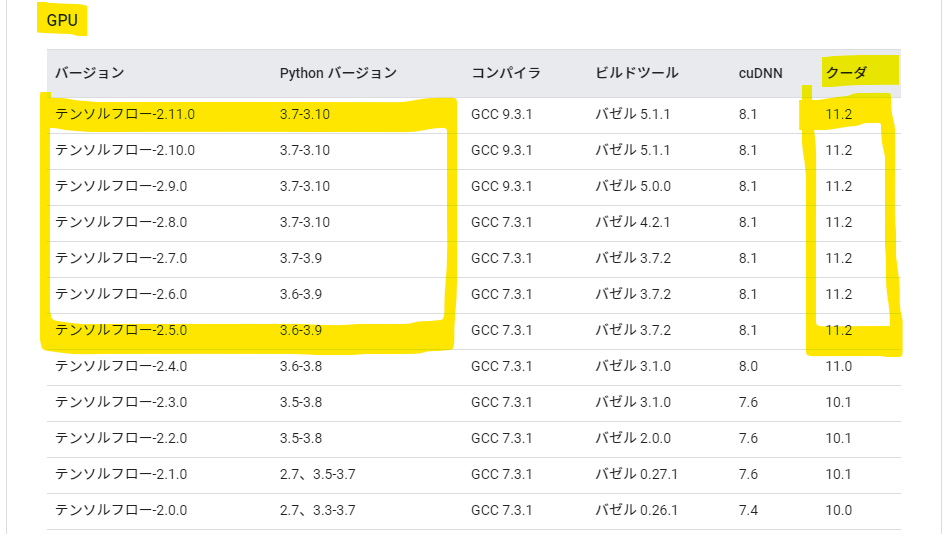 GPU
バージョン Python バージョン コンパイラ ビルドツール cuDNN クーダ
テンソルフロー-2.11.0 3.7-3.10 GCC 9.3.1 バゼル 5.1.1 8.1 11.2
テンソルフロー-2.10.0 3.7-3.10 GCC 9.3.1 バゼル 5.1.1 8.1 11.2
テンソルフロー-2.9.0 3.7-3.10 GCC 9.3.1 バゼル 5.0.0 8.1 11.2
テンソルフロー-2.8.0 3.7-3.10 GCC 7.3.1 バゼル 4.2.1 8.1 11.2
テンソルフロー-2.7.0 3.7-3.9 GCC 7.3.1 バゼル 3.7.2 8.1 11.2
テンソルフロー-2.6.0 3.6-3.9 GCC 7.3.1 バゼル 3.7.2 8.1 11.2
テンソルフロー-2.5.0 3.6-3.9 GCC 7.3.1 バゼル 3.7.2 8.1 11.2
テンソルフロー-2.4.0 3.6-3.8 GCC 7.3.1 バゼル 3.1.0 8.0 11.0
テンソルフロー-2.3.0 3.5-3.8 GCC 7.3.1 バゼル 3.1.0 7.6 10.1
テンソルフロー-2.2.0 3.5-3.8 GCC 7.3.1 バゼル 2.0.0 7.6 10.1
テンソルフロー-2.1.0 2.7、3.5-3.7 GCC 7.3.1 バゼル 0.27.1 7.6 10.1
テンソルフロー-2.0.0 2.7、3.3-3.7 GCC 7.3.1 バゼル 0.26.1 7.4 10.0